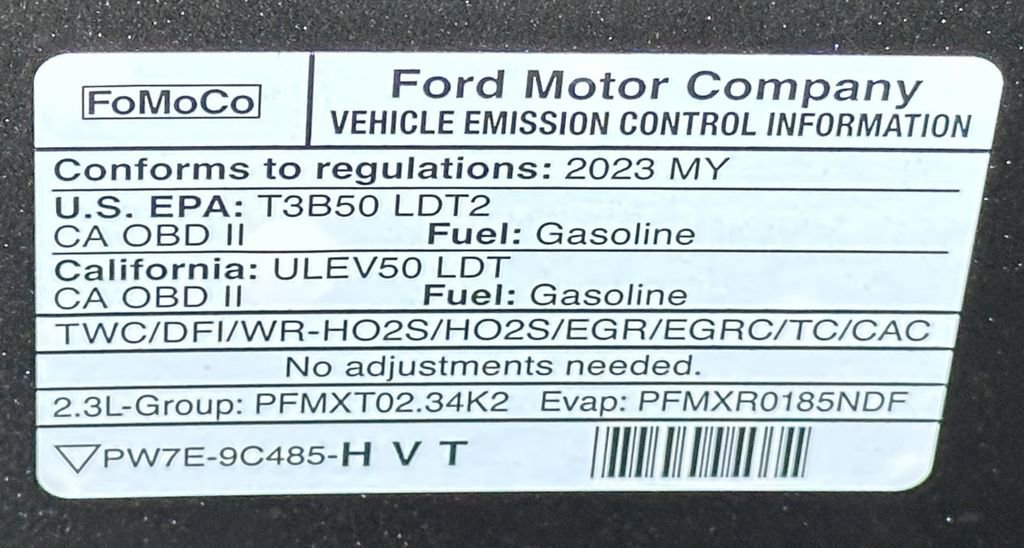 FoMoCo
Ford Motor Company
VEHICLE EMISSION CONTROL INFORMATION
Conforms to regulations: 2023 MY
U.S. EPA: T3B50 LDT2
CA OBD II Fuel: Gasoline
California: ULEV50 LDT
CA OBD II Fuel: Gasoline
TWC/DFI/WR-HO2S/HO2S/EGR/EGRC/TC/CAC
No adjustments needed.
2.3L-Group: PFMXT02.34K2 Evap: PFMXR0185NDF
PW7E-9C485-H V T